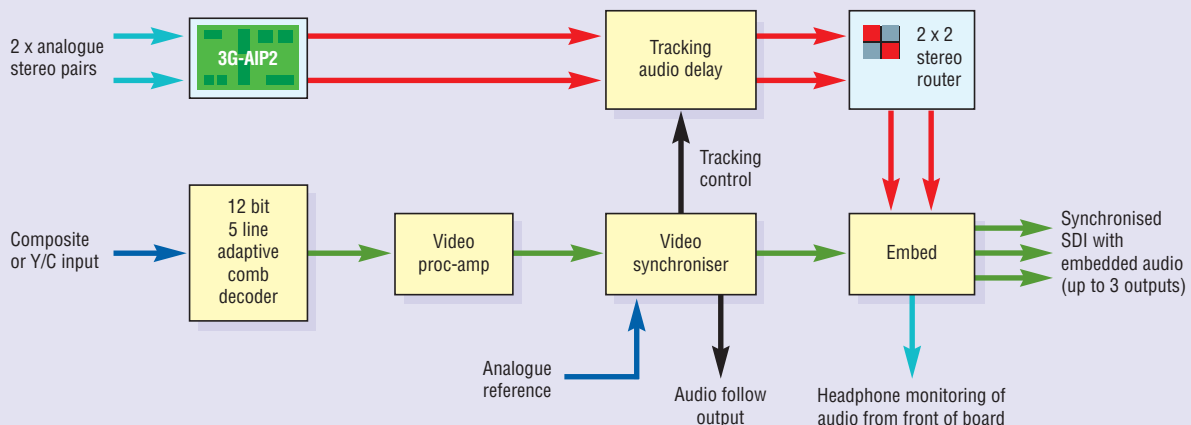 2 x analogue
stereo pairs
3G-AIP2
Tracking
audio delay
2 x 2
stereo
router
Tracking
control
Composite
or Y/C input
12 bit
5 line
adaptive
comb
decoder
Video
proc-amp
Video
synchroniser
Embed
Synchronised
SDI with
embedded audio
(up to 3 outputs)
Analogue
reference
Audio follow
output
Headphone monitoring of
audio from front of board